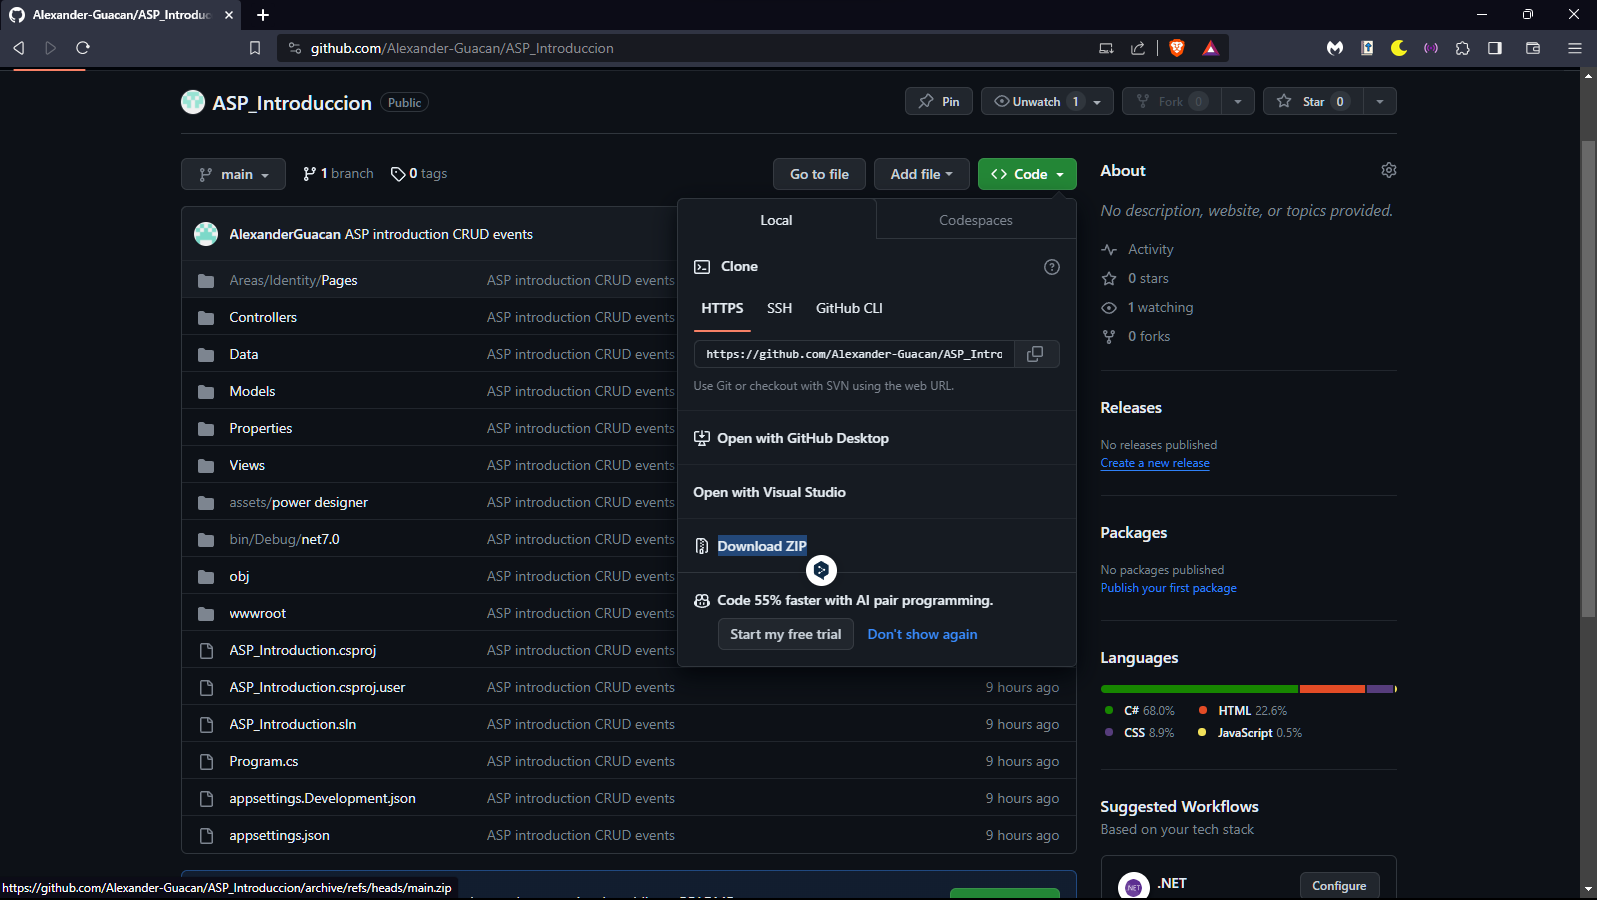 Alexander-Guacan/ASP_Introduc
github.com/Alexander-Guacan/ASP_Introduccion
ASP_Introduccion Public
Pin
Unwatch 1
Fork 0
Star 0
main
1 branch
0 tags
Go to file
Add file
<> Code
Local
Codespaces
Clone
HTTPS
SSH
GitHub CLI
https://github.com/Alexander-Guacan/ASP_Intro
Use Git or checkout with SVN using the web URL.
Open with GitHub Desktop
Open with Visual Studio
Download ZIP
Code 55% faster with AI pair programming.
Start my free trial
Don't show again
AlexanderGuacan ASP introduction CRUD events
Areas/Identity/Pages ASP introduction CRUD events
Controllers ASP introduction CRUD events
Data ASP introduction CRUD events
Models ASP introduction CRUD events
Properties ASP introduction CRUD events
Views ASP introduction CRUD events
assets/power designer ASP introduction CRUD events
bin/Debug/net7.0 ASP introduction CRUD events
obj ASP introduction CRUD events
wwwroot ASP introduction CRUD events
ASP_Introduction.csproj ASP introduction CRUD events
ASP_Introduction.csproj.user ASP introduction CRUD events 9 hours ago
ASP_Introduction.sln ASP introduction CRUD events 9 hours ago
Program.cs ASP introduction CRUD events 9 hours ago
appsettings.Development.json ASP introduction CRUD events 9 hours ago
appsettings.json ASP introduction CRUD events 9 hours ago
About
No description, website, or topics provided.
Activity
0 stars
1 watching
0 forks
Releases
No releases published
Create a new release
Packages
No packages published
Publish your first package
Languages
C# 68.0%
HTML 22.6%
CSS 8.9%
JavaScript 0.5%
Suggested Workflows
Based on your tech stack
.NET
.NET
Configure
https://github.com/Alexander-Guacan/ASP_Introduccion/archive/refs/heads/main.zip